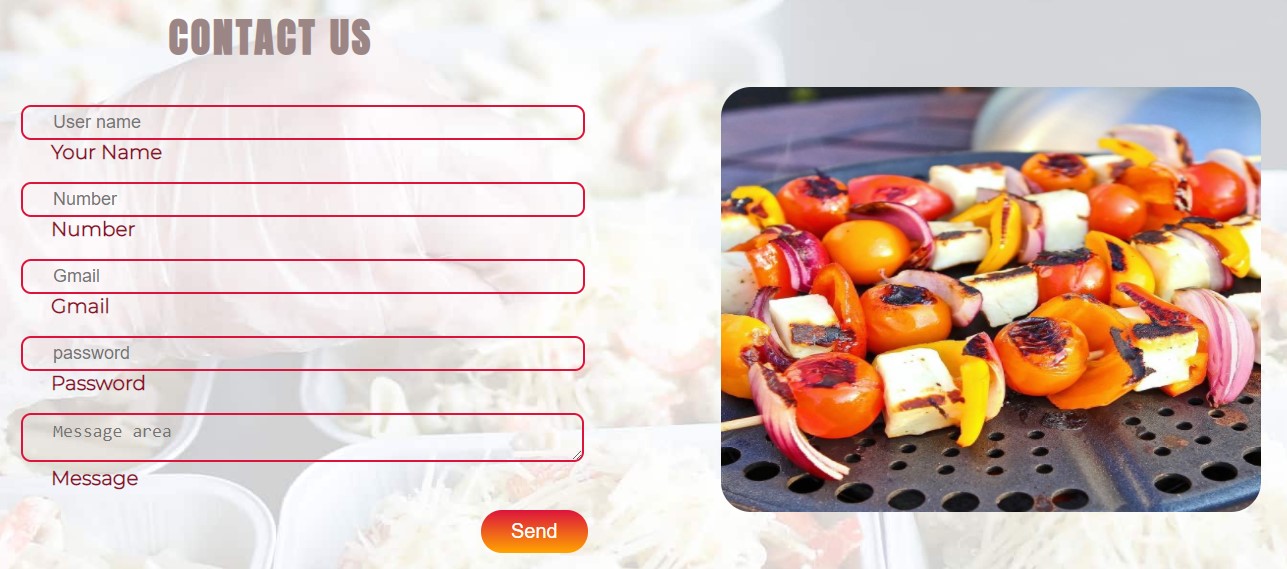 CONTACT US
User name
Your Name
Number
Number
Gmail
Gmail
password
Password
Message area
Message
Send